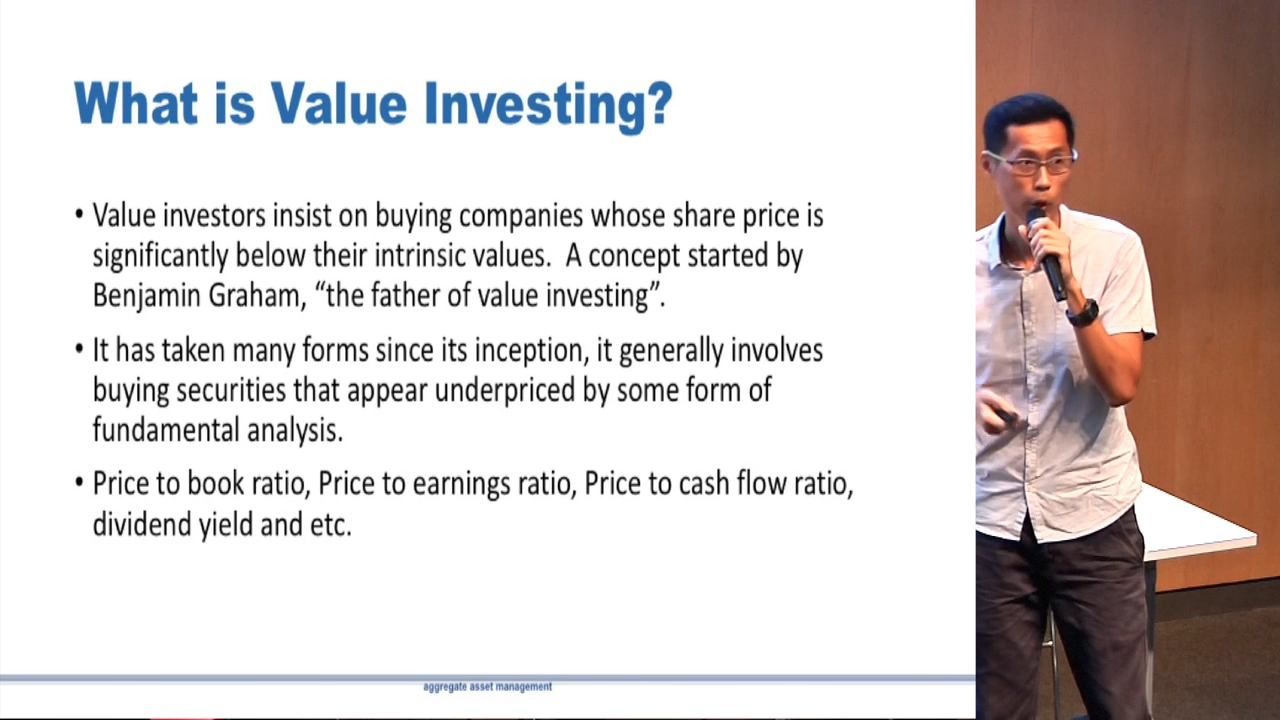 What is Value Investing?
• Value investors insist on buying companies whose share price is
significantly below their intrinsic values.  A concept started by
Benjamin Graham, “the father of value investing”.
• It has taken many forms since its inception, it generally involves
buying securities that appear underpriced by some form of
fundamental analysis.
• Price to book ratio, Price to earnings ratio, Price to cash flow ratio,
dividend yield and etc.
aggregate asset management